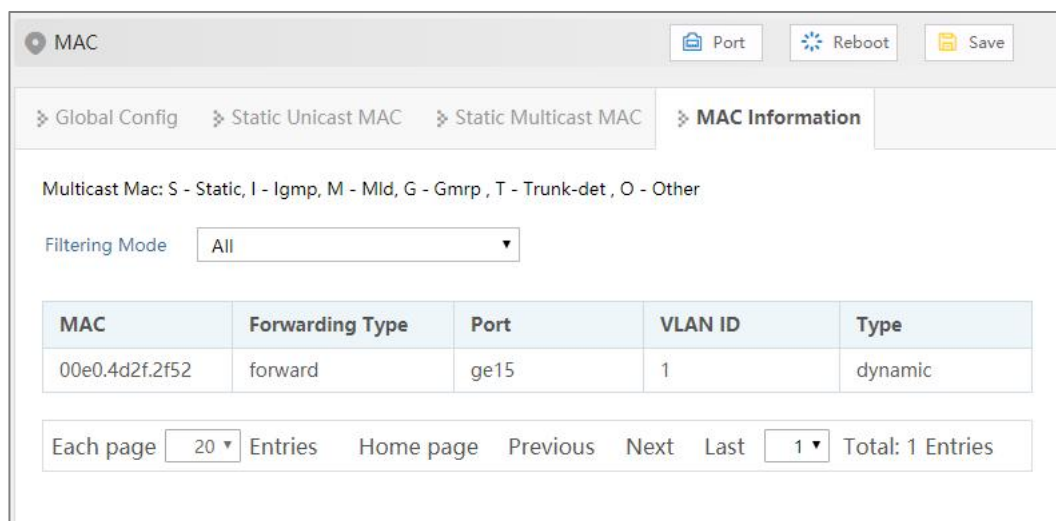 MAC Port Reboot Save
Global Config Static Unicast MAC Static Multicast MAC MAC Information
Multicast Mac: S - Static, I - Igmp, M - Mld, G - Gmrp , T - Trunk-det , O - Other
Filtering Mode All
MAC Forwarding Type Port VLAN ID Type
00e0.4d2f.2f52 forward ge15 1 dynamic
Each page 20 Entries Home page Previous Next Last 1 Total: 1 Entries